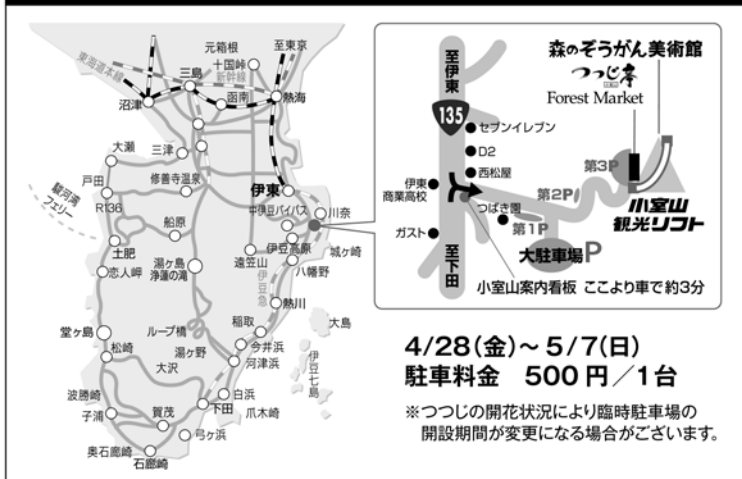 元箱根
至東京
十国峠
新幹線
東海道本線
三島
函南
熱海
沼津
大瀬
三津
伊東
戸田
修善寺温泉
中伊豆バイパス
川奈
駿河湾
フェリー
R136
船原
土肥
伊豆高原
城ヶ崎
恋人岬
湯ヶ島
浄蓮の滝
遠笠山
八幡野
伊豆急
熱川
堂ヶ島
ループ橋
稲取
大島
松崎
湯ヶ野
今井浜
河津浜
大沢
伊豆七島
波勝崎
白浜
子浦
賀茂
下田
爪木崎
弓ヶ浜
奥石廊崎
石廊崎
至伊東
135
森のぞうがん美術館
つつじ亭
Forest Market
セブンイレブン
D2
西松屋
第3P
伊東
商業高校
第2P
小室山
観光リフト
つばき園
第1P
ガスト
大駐車場P
至下田
小室山案内看板 ここより車で約3分
4/28(金)～5/7(日)
駐車料金 500円／1台
※つつじの開花状況により臨時駐車場の
開設期間が変更になる場合がございます。